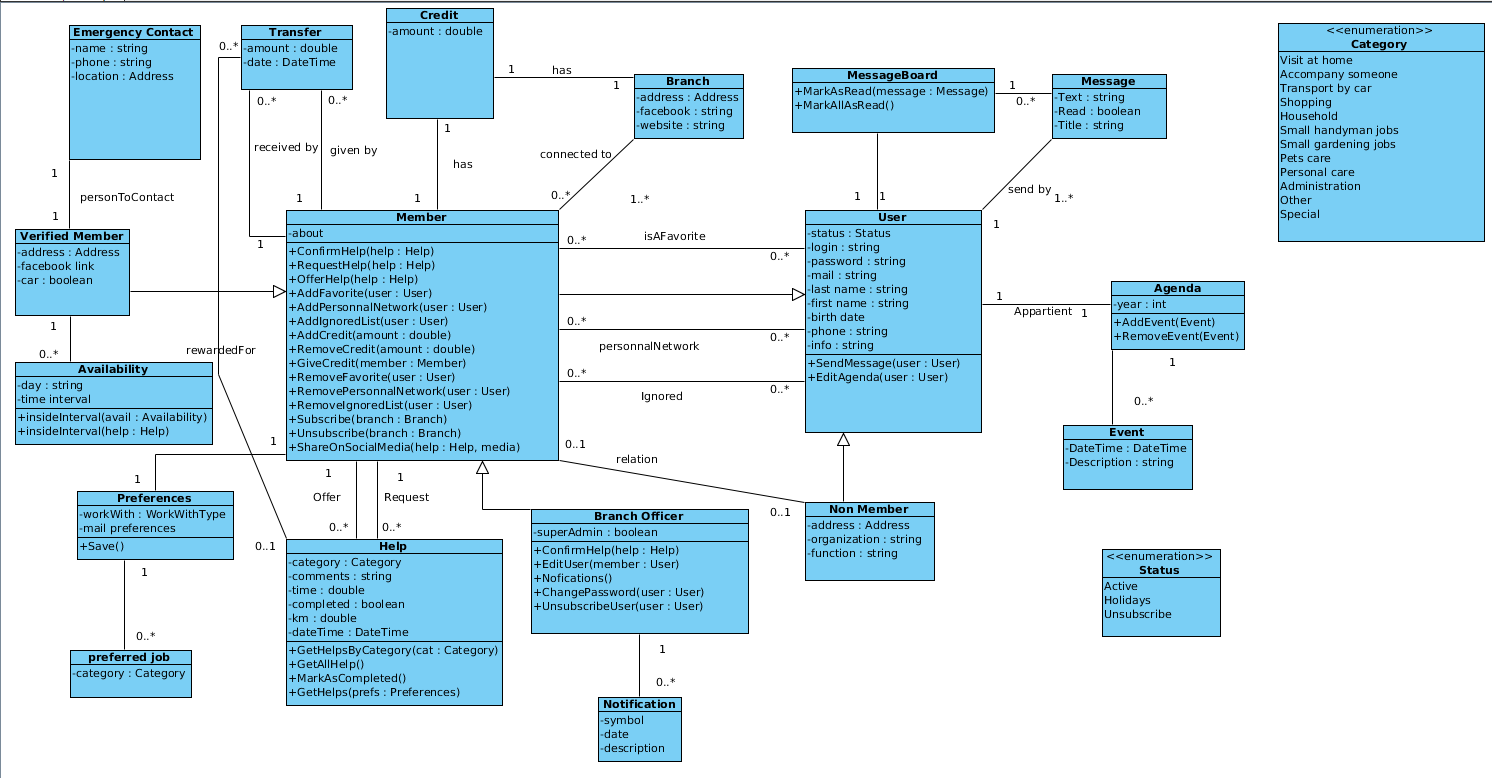 Emergency Contact
-name : string
-phone : string
-location : Address
0..*
Transfer
-amount : double
-date : DateTime
Credit
-amount : double
1
has
1
Branch
-address : Address
-facebook : string
-website : string
MessageBoard
+MarkAsRead(message : Message)
+MarkAllAsRead()
1
0..*
Message
-Text : string
-Read : boolean
-Title : string
<<enumeration>>
Category
Visit at home
Accompany someone
Transport by car
Shopping
Household
Small handyman jobs
Small gardening jobs
Pets care
Personal care
Administration
Other
Special
0..*
0..*
received by
given by
1
1
1
has
1
connected to
0..*
1..*
1
1
send by
1..*
1
1
personToContact
1
Verified Member
-address : Address
-facebook link
-car : boolean
Member
-about
+ConfirmHelp(help : Help)
+RequestHelp(help : Help)
+OfferHelp(help : Help)
+AddFavorite(user : User)
+AddPersonnalNetwork(user : User)
+AddIgnoredList(user : User)
+AddCredit(amount : double)
+RemoveCredit(amount : double)
+GiveCredit(member : Member)
+RemoveFavorite(user : User)
+RemovePersonnalNetwork(user : User)
+RemoveIgnoredList(user : User)
+Subscribe(branch : Branch)
+Unsubscribe(branch : Branch)
+ShareOnSocialMedia(help : Help, media)
0..*
isAFavorite
0..*
0..*
personnalNetwork
0..*
0..*
Ignored
0..*
User
-status : Status
-login : string
-password : string
-mail : string
-last name : string
-first name : string
-birth date
-phone : string
-info : string
+SendMessage(user : User)
+EditAgenda(user : User)
1
Appartient
1
Agenda
-year : int
+AddEvent(Event)
+RemoveEvent(Event)
1
0..*
Event
-DateTime : DateTime
-Description : string
1
0..*
rewardedFor
Availability
-day : string
-time interval
+insideInterval(avail : Availability)
+insideInterval(help : Help)
1
1
0..1
relation
0..1
Preferences
-workWith : WorkWithType
-mail preferences
+Save()
1
Offer
0..*
1
Request
0..*
0..1
Help
-category : Category
-comments : string
-time : double
-completed : boolean
-km : double
-dateTime : DateTime
+GetHelpsByCategory(cat : Category)
+GetAllHelp()
+MarkAsCompleted()
+GetHelps(prefs : Preferences)
Branch Officer
-superAdmin : boolean
+ConfirmHelp(help : Help)
+EditUser(member : User)
+Nofications()
+ChangePassword(user : User)
+UnsubscribeUser(user : User)
Non Member
-address : Address
-organization : string
-function : string
<<enumeration>>
Status
Active
Holidays
Unsubscribe
1
0..*
preferred job
-category : Category
1
0..*
Notification
-symbol
-date
-description